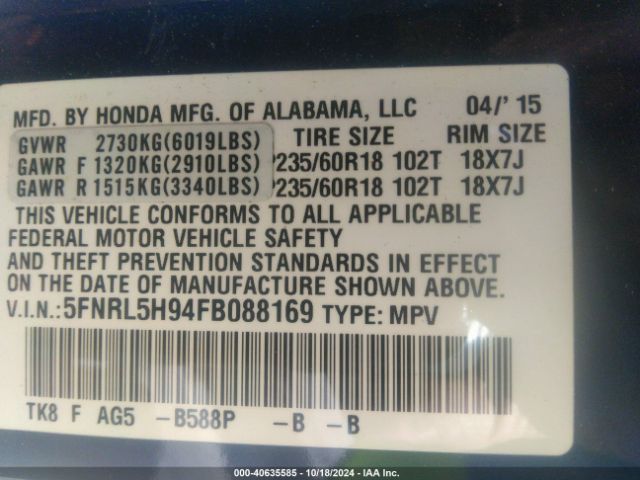 MFD. BY HONDA MFG. OF ALABAMA, LLC 04/'15
GVWR 2730KG(6019LBS) TIRE SIZE RIM SIZE
GAWR F 1320KG(2910LBS) P235/60R18 102T 18X7J
GAWR R 1515KG(3340LBS) P235/60R18 102T 18X7J
THIS VEHICLE CONFORMS TO ALL APPLICABLE
FEDERAL MOTOR VEHICLE SAFETY
AND THEFT PREVENTION STANDARDS IN EFFECT
ON THE DATE OF MANUFACTURE SHOWN ABOVE.
V.I.N.:5FNRL5H94FB088169 TYPE: MPV
TK8 F AG5 -B588P -B -B
000-40635585 - 10/18/2024 - IAA Inc.